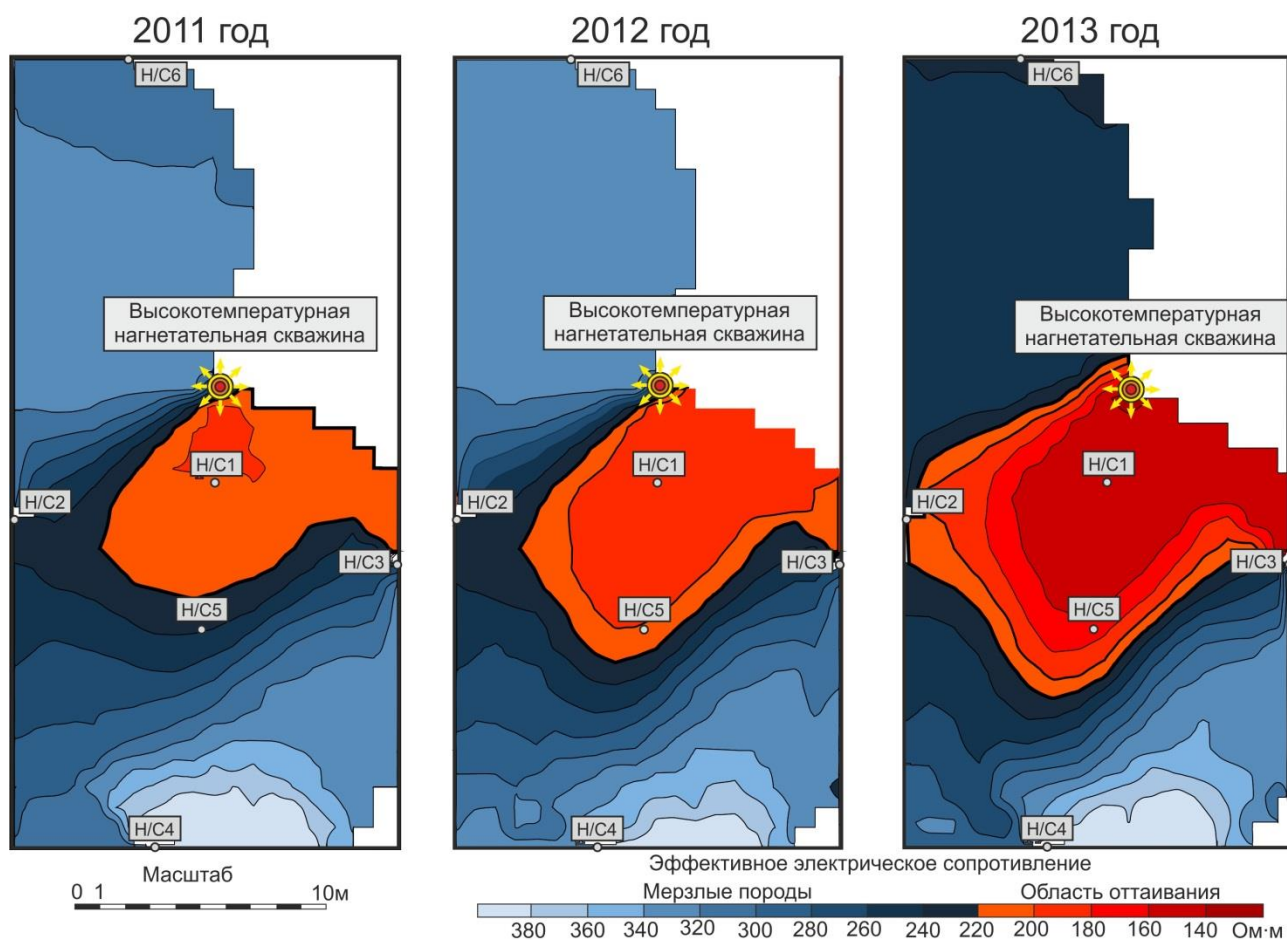 2011 год
2012 год
2013 год
Н/С6
Н/С6
Н/С6
Высокотемпературная
нагнетательная скважина
Высокотемпературная
нагнетательная скважина
Высокотемпературная
нагнетательная скважина
Н/С1
Н/С2
Н/С3
Н/С5
Н/С4
Н/С1
Н/С2
Н/С3
Н/С5
Н/С4
Н/С1
Н/С2
Н/С3
Н/С5
Н/С4
Масштаб
0 1 10м
Эффективное электрическое сопротивление
Мерзлые породы Область оттаивания
380 360 340 320 300 280 260 240 220 200 180 160 140 Ом·м